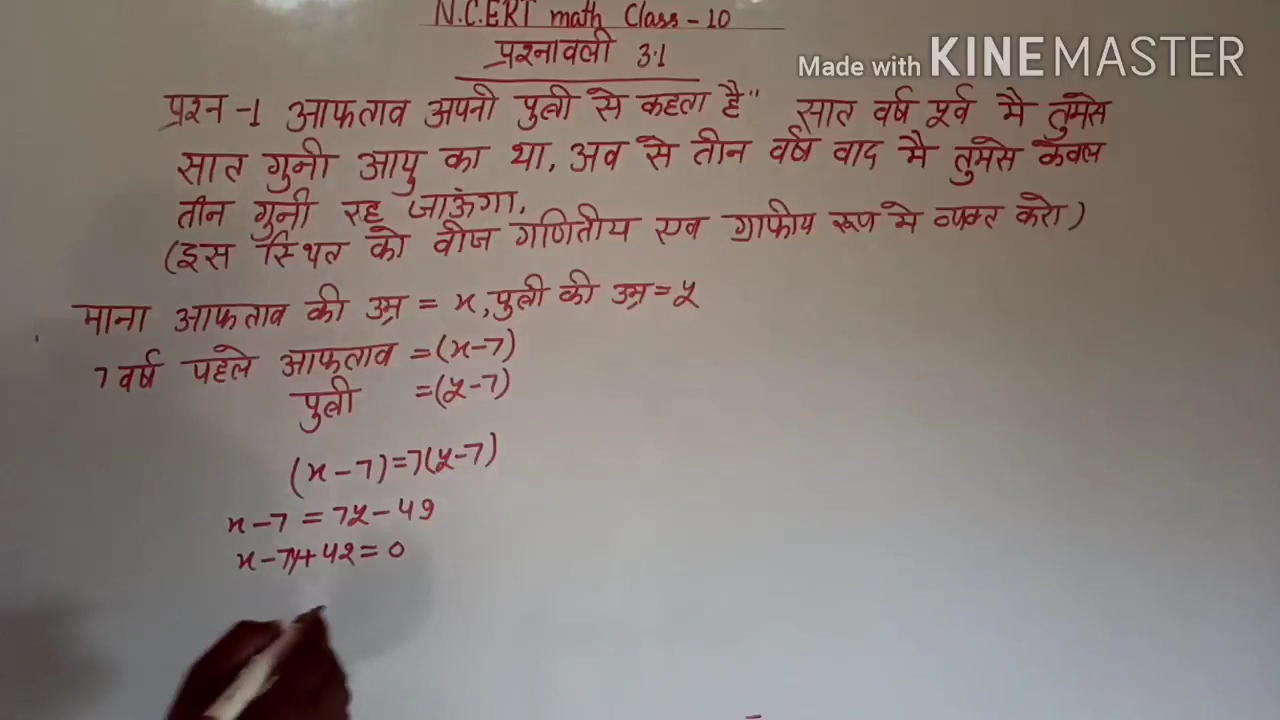 N.C.ERT math Class-10
Made with KINEMASTER
प्रश्नावली 3.1
प्रश्न-1 आफताव अपनी पुत्री से कहता है" सात वर्ष पूर्व मै तुमसे
सात गुनी आयु का था, अव से तीन वर्ष वाद मै तुमसे केवल
तीन गुनी रह जाऊंगा.
(इस स्थित को वीज गणितीय एव ग्राफीय रूप मे व्यक्त करो)
माना आफताव की उम्र = x, पुत्री की उम्र = y
7 वर्ष पहले आफताव = (x-7)
पुत्री = (y-7)
(x-7)=7(y-7)
x-7 = 7y-49
x-7y+42=0